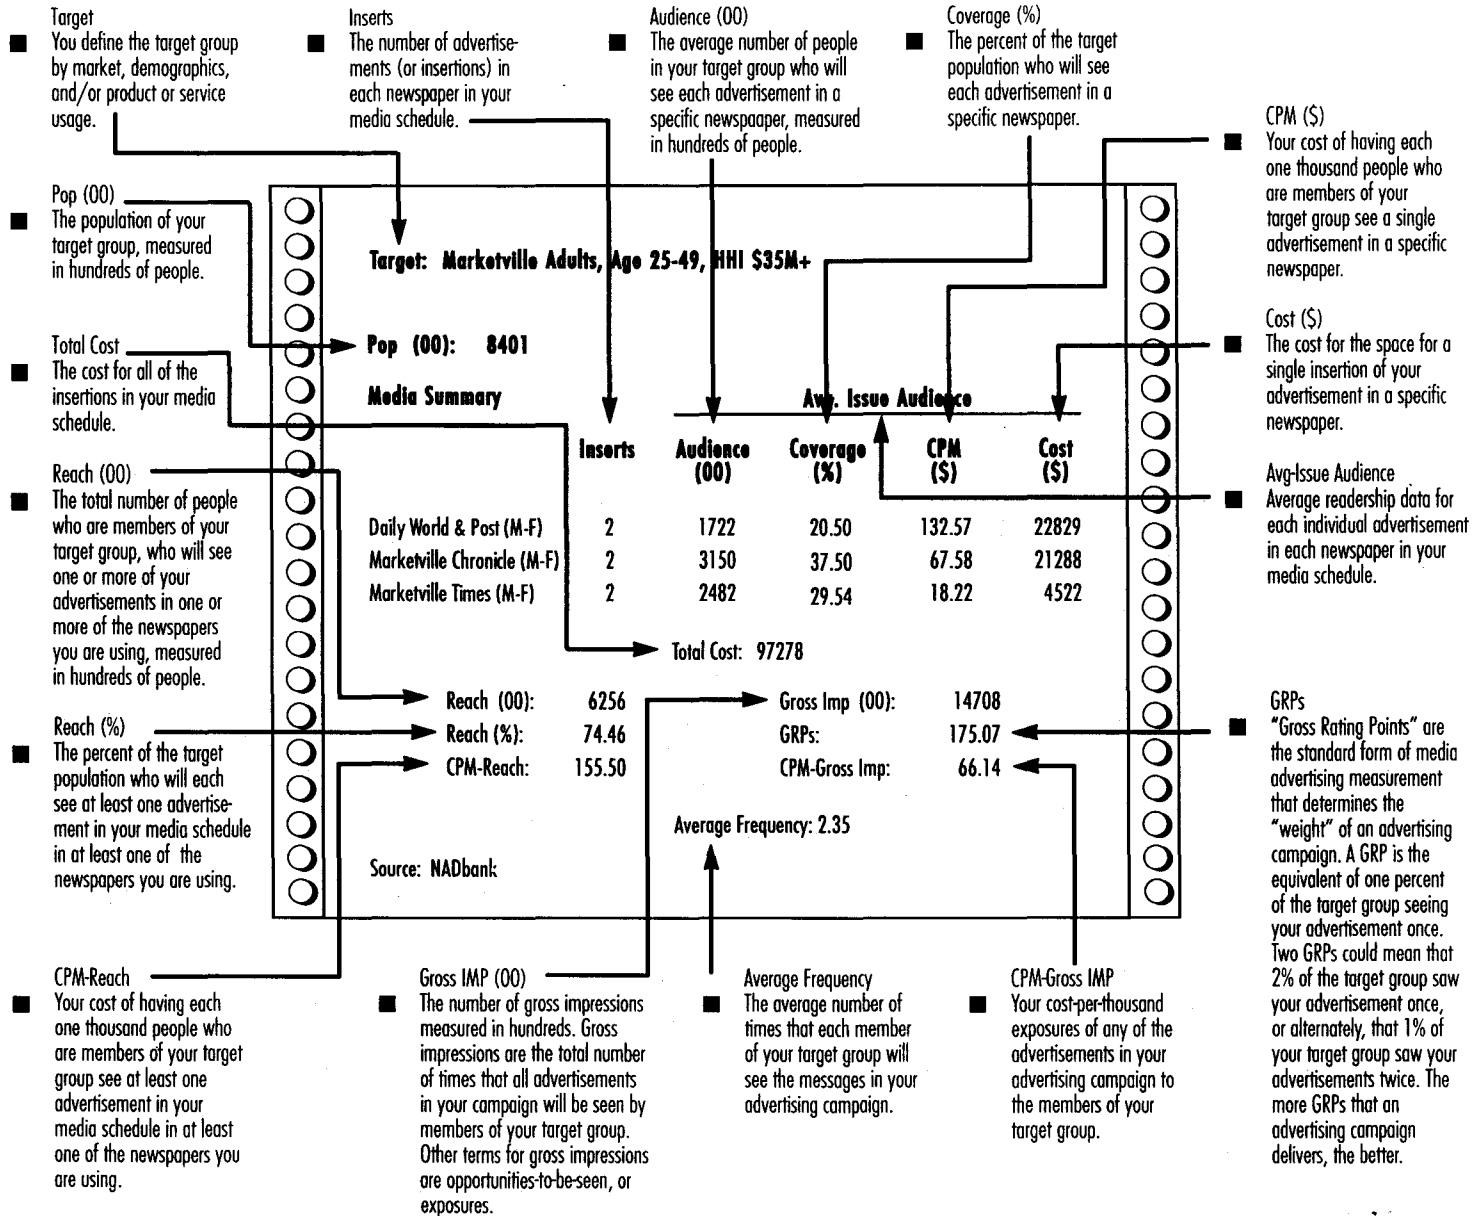 Target
You define the target group
by market, demographics,
and/or product or service
usage.
Inserts
The number of advertise-
ments (or insertions) in
each newspaper in your
media schedule.
Audience (00)
The average number of people
in your target group who will
see each advertisement in a
specific newspaaper, measured
in hundreds of people.
Coverage (%)
The percent of the target
population who will see
each advertisement in a
specific newspaper.
CPM ($)
Your cost of having each
one thousand people who
are members of your
target group see a single
advertisement in a specific
newspaper.
Pop (00)
The population of your
target group, measured
in hundreds of people.
Total Cost
The cost for all of the
insertions in your media
schedule.
Reach (00)
The total number of people
who are members of your
target group, who will see
one or more of your
advertisements in one or
more of the newspapers
you are using, measured
in hundreds of people.
Reach (%)
The percent of the target
population who will each
see at least one advertise-
ment in your media schedule
in at least one of the
newspapers you are using.
Target: Marketville Adults, Age 25-49, HHI $35M+
Pop (00): 8401
Media Summary
Avg. Issue Audience
Inserts Audience (00) Coverage (%) CPM ($) Cost ($)
Daily World & Post (M-F) 2 1722 20.50 132.57 22829
Marketville Chronicle (M-F) 2 3150 37.50 67.58 21288
Marketville Times (M-F) 2 2482 29.54 18.22 4522
Total Cost: 97278
Reach (00): 6256 Gross Imp (00): 14708
Reach (%): 74.46 GRPs: 175.07
CPM-Reach: 155.50 CPM-Gross Imp: 66.14
Average Frequency: 2.35
Source: NADbank
Cost ($)
The cost for the space for a
single insertion of your
advertisement in a specific
newspaper.
Avg-Issue Audience
Average readership data for
each individual advertisement
in each newspaper in your
media schedule.
GRPs
"Gross Rating Points" are
the standard form of media
advertising measurement
that determines the
"weight" of an advertising
campaign. A GRP is the
equivalent of one percent
of the target group seeing
your advertisement once.
Two GRPs could mean that
2% of the target group saw
your advertisement once,
or alternately, that 1% of
your target group saw your
advertisements twice. The
more GRPs that an
advertising campaign
delivers, the better.
CPM-Reach
Your cost of having each
one thousand people who
are members of your target
group see at least one
advertisement in your
media schedule in at least
one of the newspapers you
are using.
Gross IMP (00)
The number of gross impressions
measured in hundreds. Gross
impressions are the total number
of times that all advertisements
in your campaign will be seen by
members of your target group.
Other terms for gross impressions
are opportunities-to-be-seen, or
exposures.
Average Frequency
The average number of
times that each member
of your target group will
see the messages in your
advertising campaign.
CPM-Gross IMP
Your cost-per-thousand
exposures of any of the
advertisements in your
advertising campaign to
the members of your
target group.